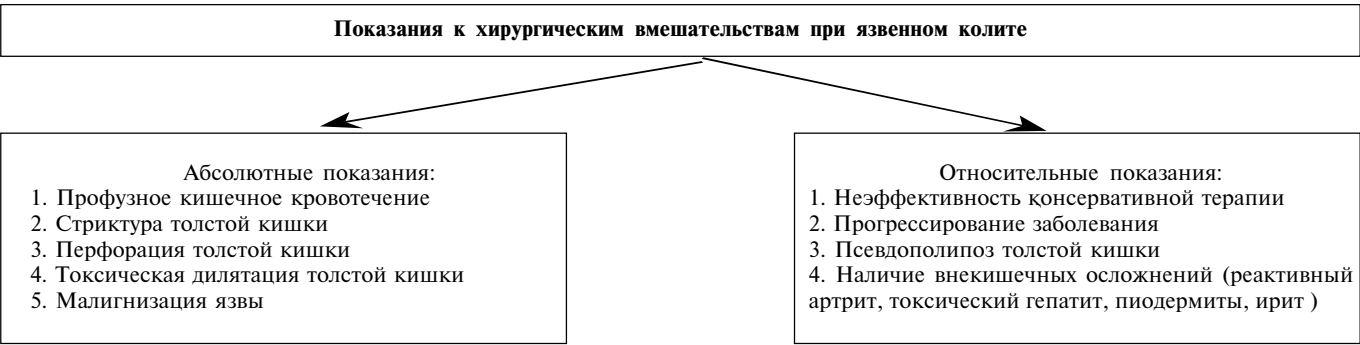 Показания к хирургическим вмешательствам при язвенном колите
Абсолютные показания:
1. Профузное кишечное кровотечение
2. Стриктура толстой кишки
3. Перфорация толстой кишки
4. Токсическая дилятация толстой кишки
5. Малигнизация язвы
Относительные показания:
1. Неэффективность консервативной терапии
2. Прогрессирование заболевания
3. Псевдополипоз толстой кишки
4. Наличие внекишечных осложнений (реактивный
артрит, токсический гепатит, пиодермиты, ирит )